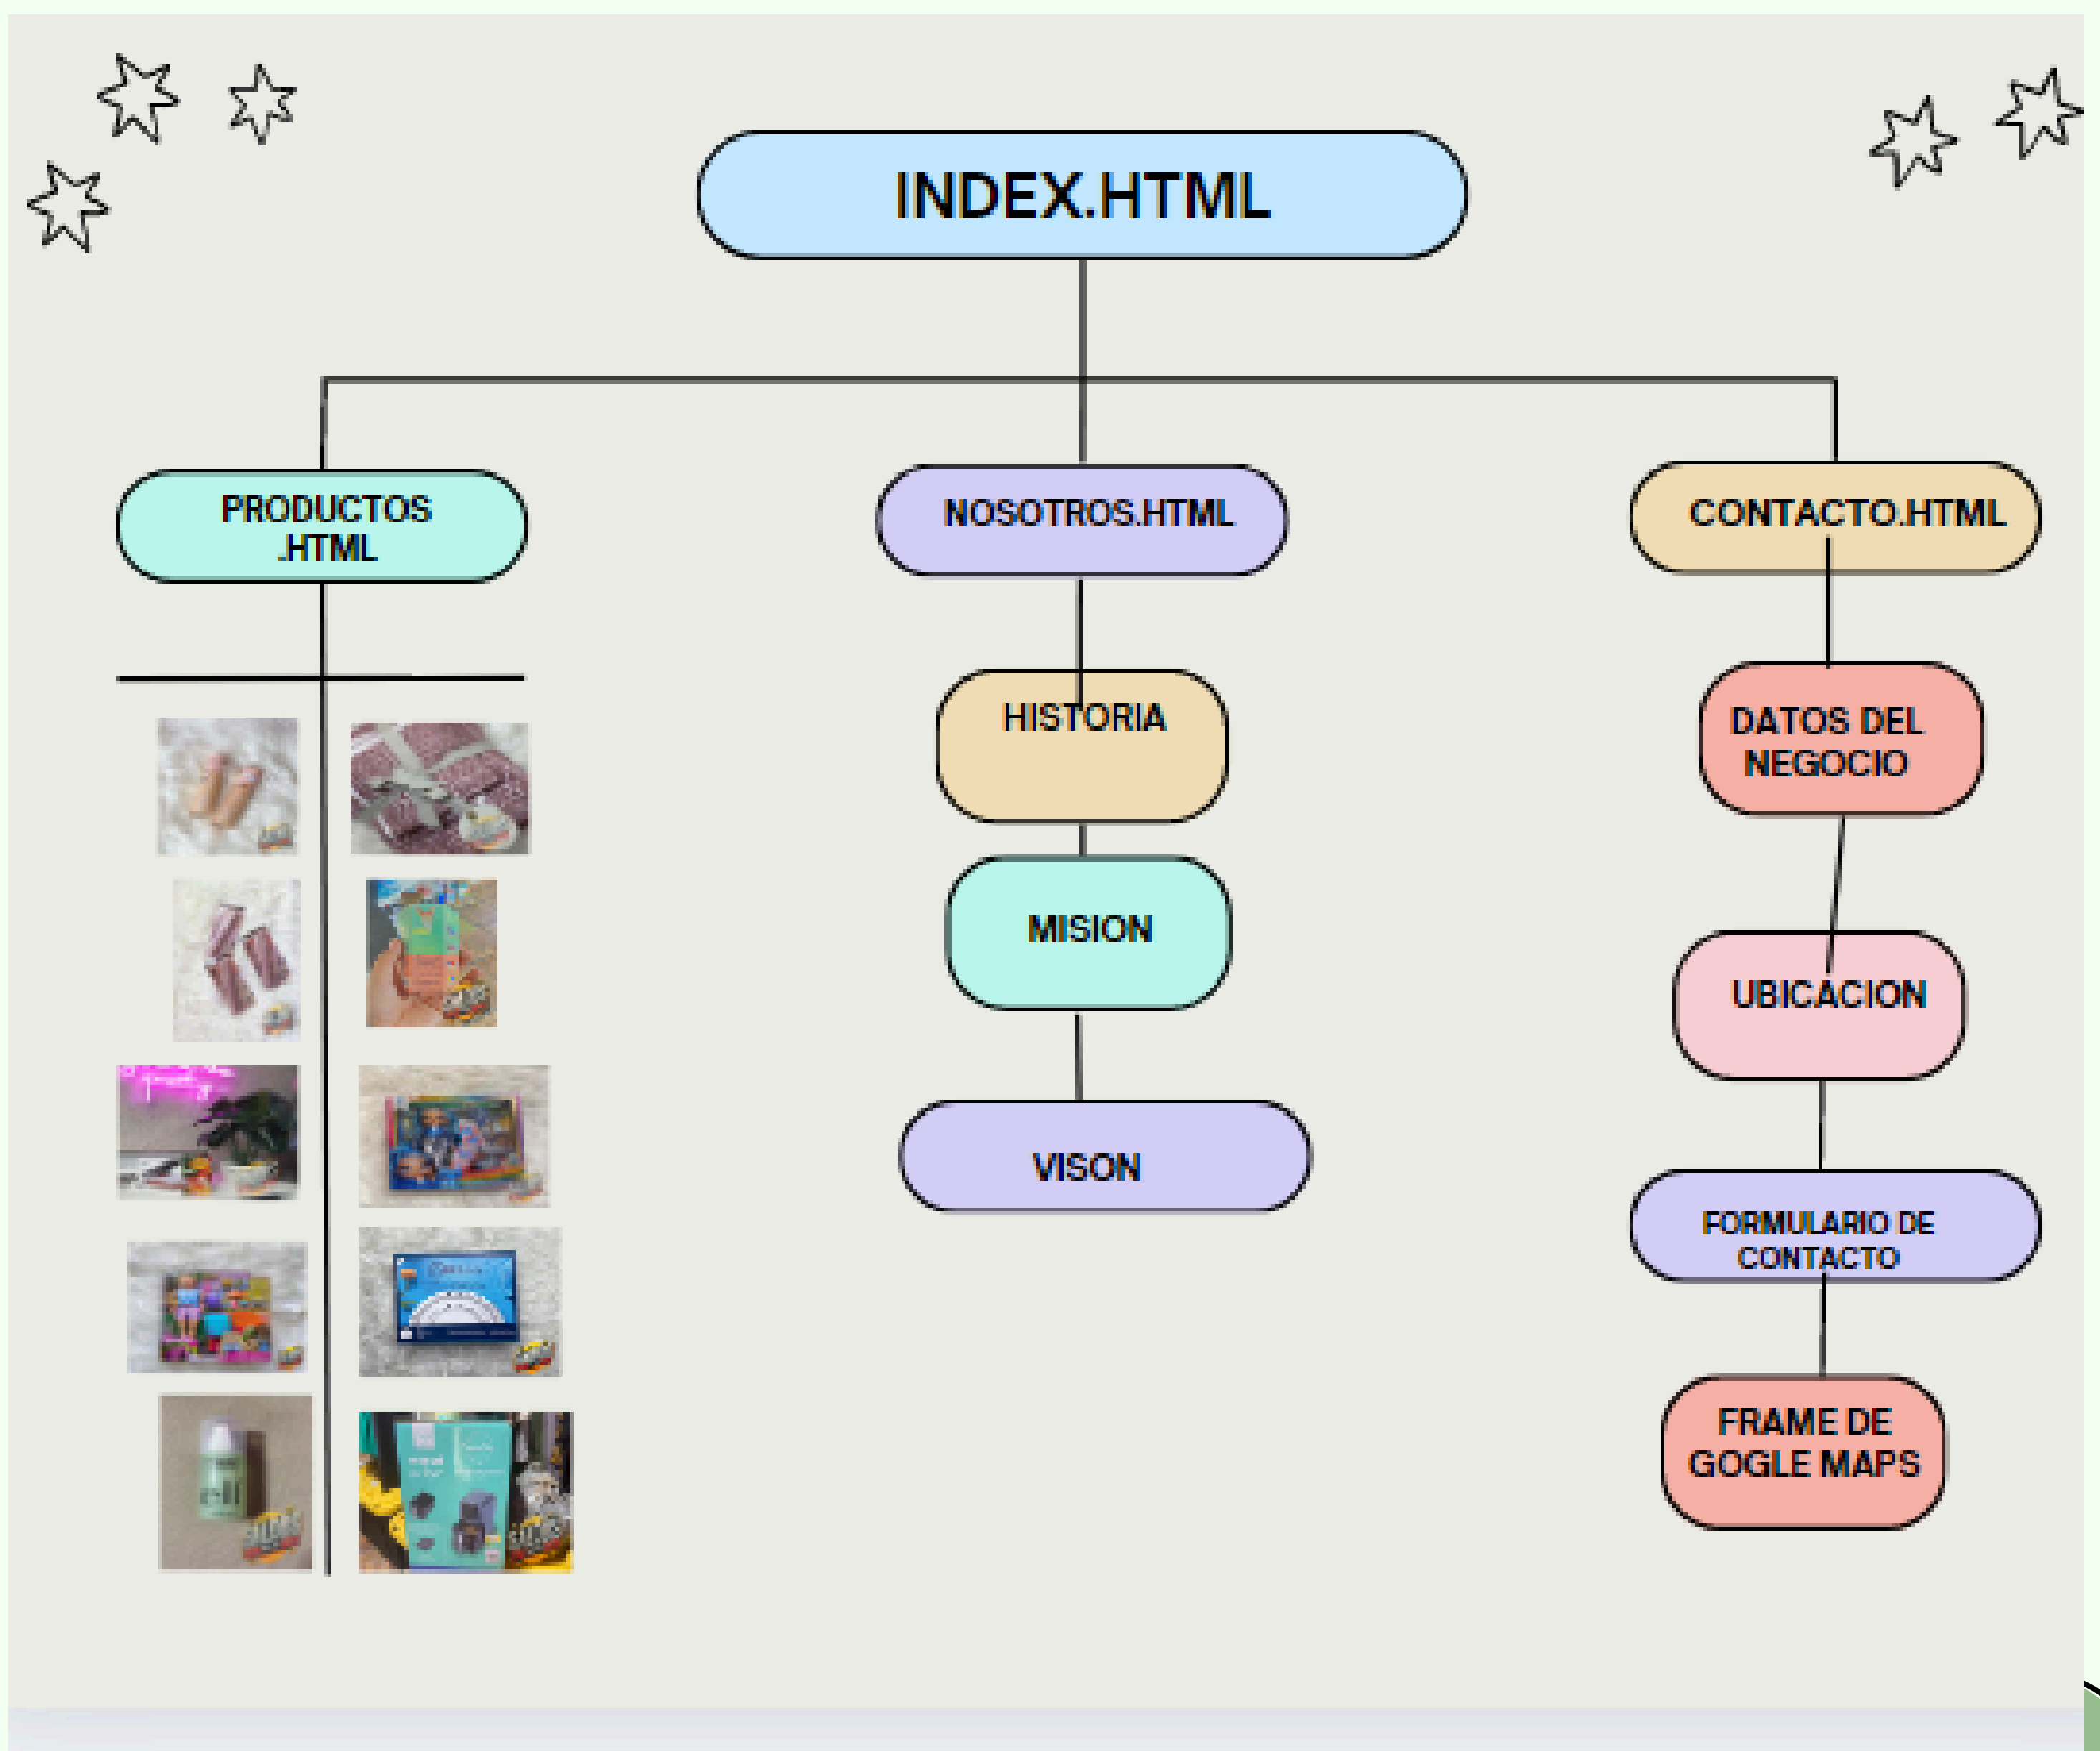 INDEX.HTML
PRODUCTOS
.HTML
NOSOTROS.HTML
HISTORIA
MISION
VISON
CONTACTO.HTML
DATOS DEL
NEGOCIO
UBICACION
FORMULARIO DE
CONTACTO
FRAME DE
GOGLE MAPS
elf